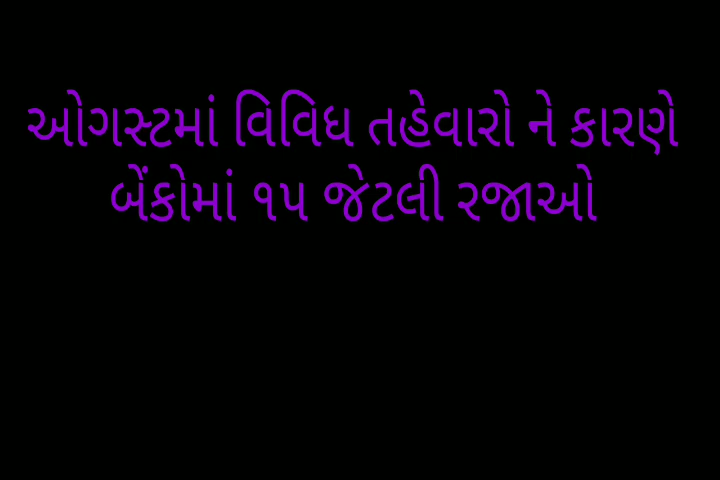 ઓગસ્ટમાં વિવિધ તહેવારો ને કારણે
બેંકોમાં ૧૫ જેટલી રજાઓ